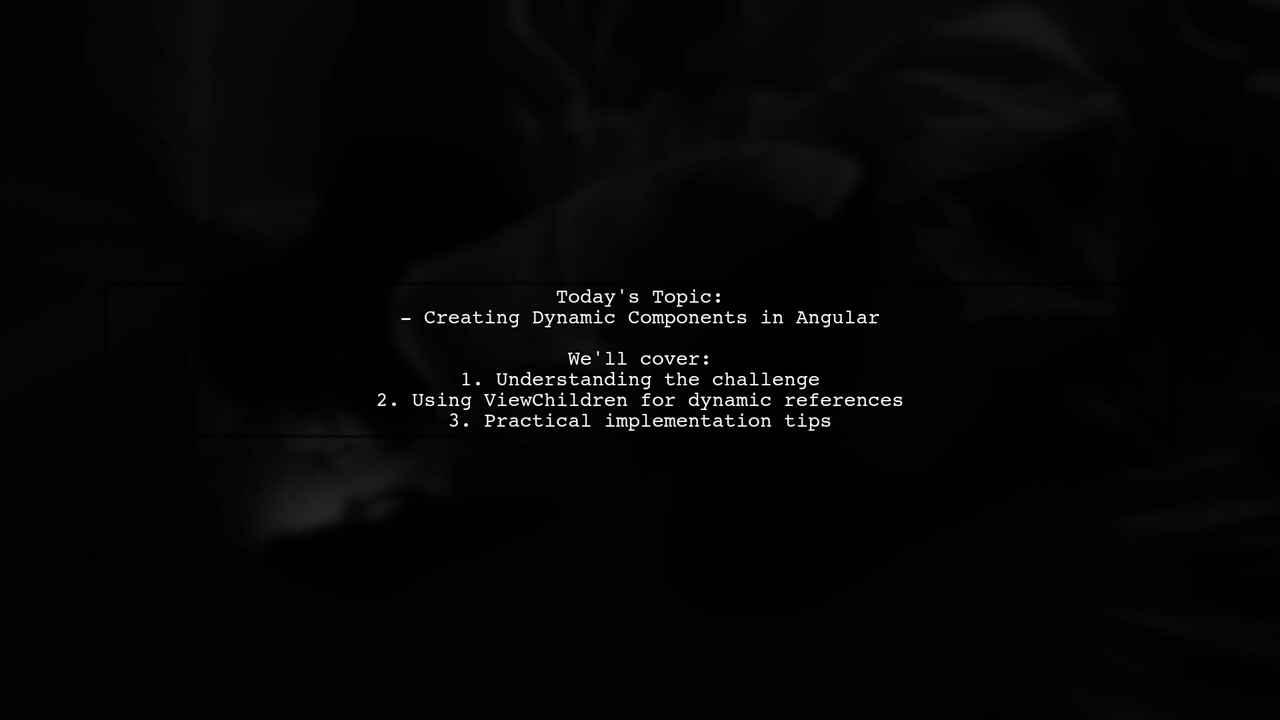 Today's Topic:
- Creating Dynamic Components in Angular
We'll cover:
1. Understanding the challenge
2. Using ViewChildren for dynamic references
3. Practical implementation tips